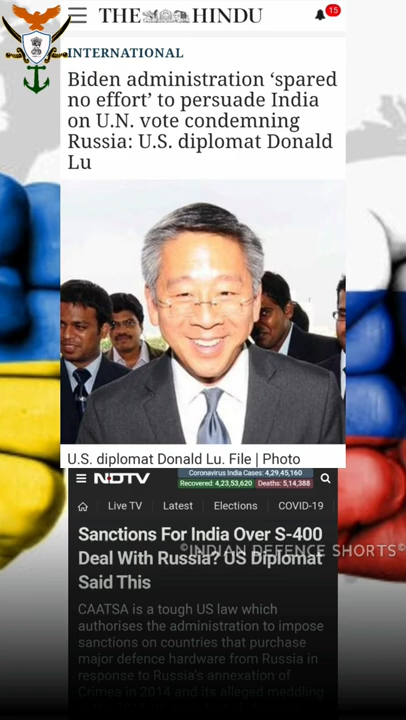 THE HINDU
15
INTERNATIONAL
Biden administration ‘spared
no effort’ to persuade India
on U.N. vote condemning
Russia: U.S. diplomat Donald
Lu
U.S. diplomat Donald Lu. File | Photo
NDTV
Coronavirus India Cases: 4,29,45,160
Recovered: 4,23,53,620 Deaths: 5,14,388
Live TV Latest Elections COVID-19
Sanctions For India Over S-400
©INDIAN DEFENCE SHORTS©
Deal With Russia? US Diplomat
Said This
CAATSA is a tough US law which
authorises the administration to impose
sanctions on countries that purchase
major defence hardware from Russia in
response to Russia's annexation of
Crimea in 2014 and its alleged meddling